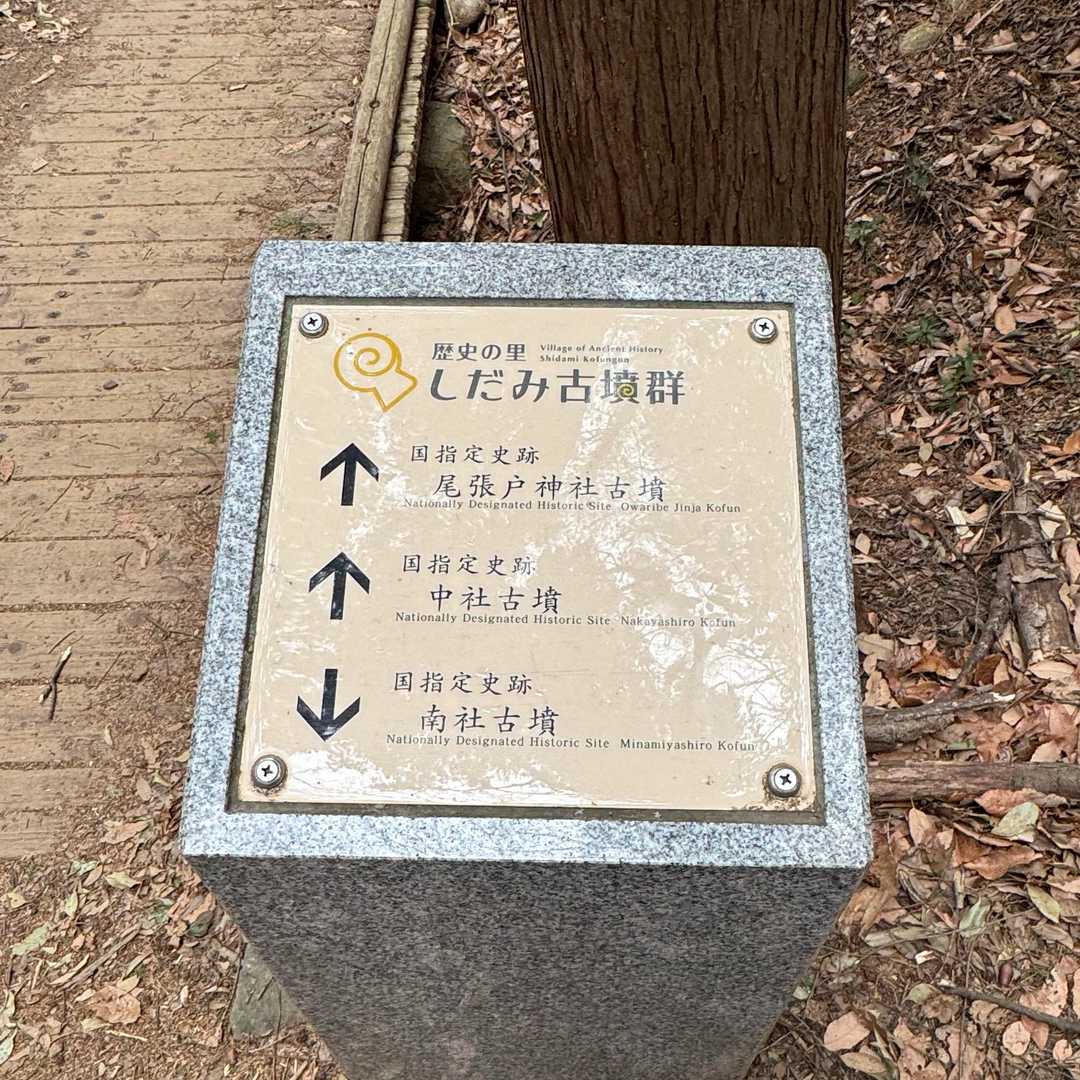 歴史の里
Village of Ancient History
Shidami Kofungun
しだみ古墳群
国指定史跡
尾張戸神社古墳
Nationally Designated Historic Site Owaribe Jinja Kofun
国指定史跡
中社古墳
Nationally Designated Historic Site Nakayashiro Kofun
国指定史跡
南社古墳
Nationally Designated Historic Site Minamiyashiro Kofun